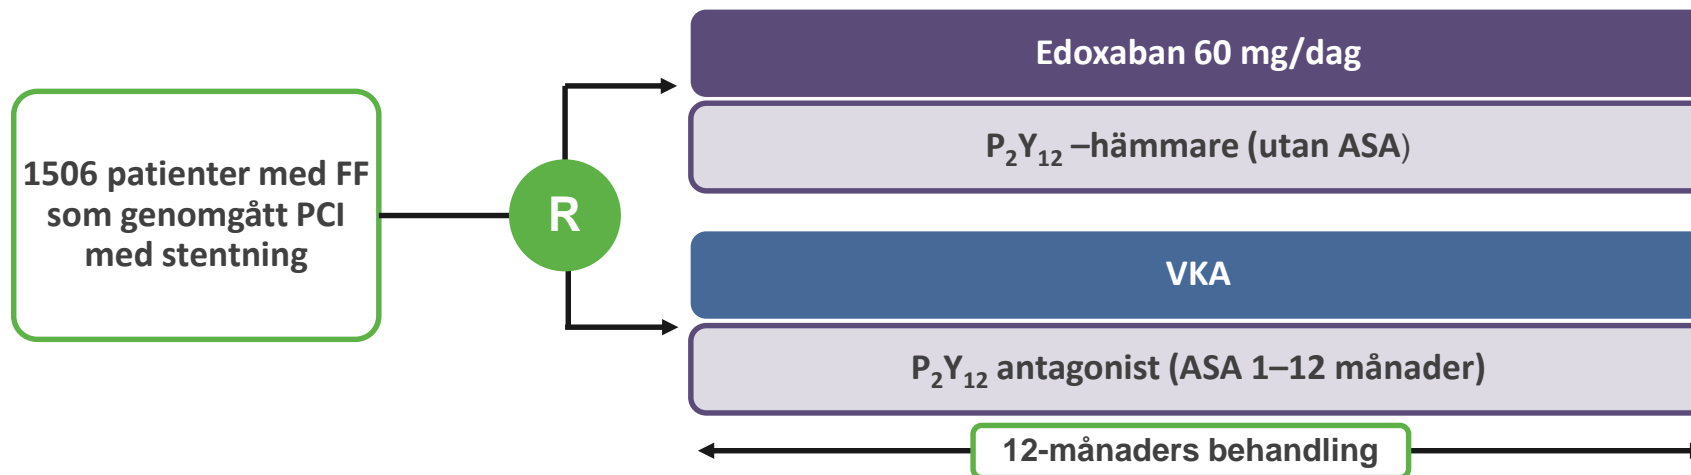 1506 patienter med FF
som genomgått PCI
med stentning
R
Edoxaban 60 mg/dag
P₂Y₁₂ –hämmare (utan ASA)
VKA
P₂Y₁₂ antagonist (ASA 1–12 månader)
12-månaders behandling